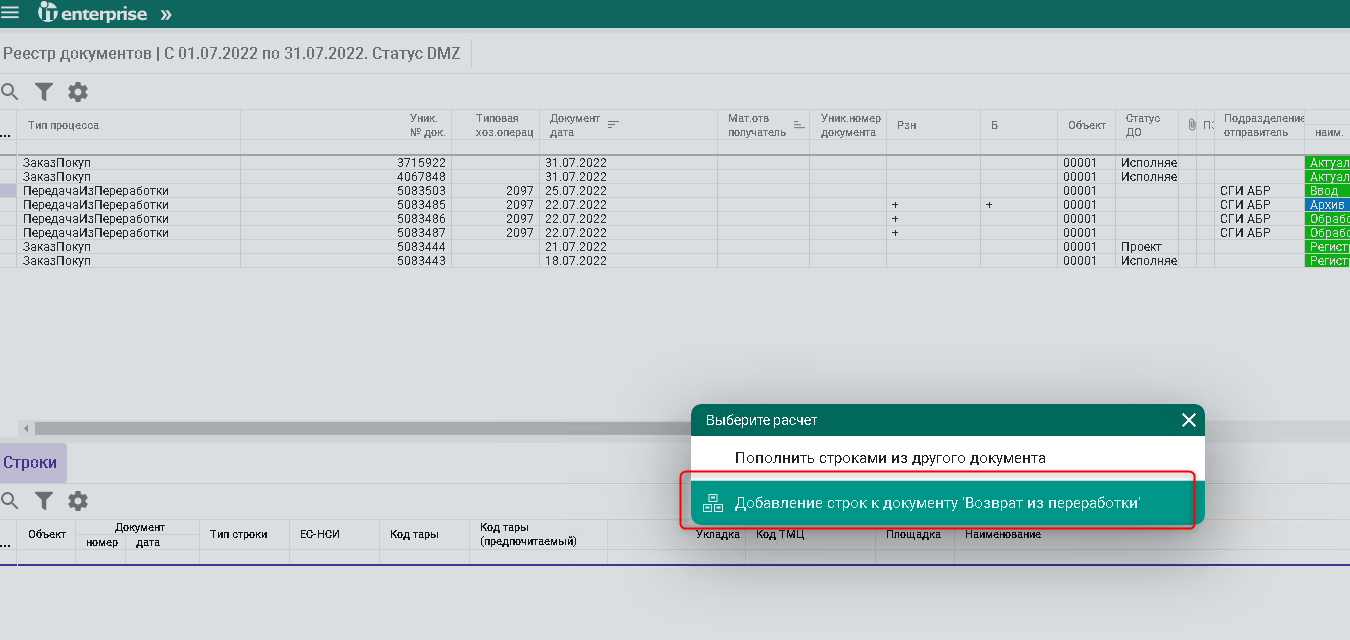 iT enterprise »
Реестр документов | С 01.07.2022 по 31.07.2022. Статус DMZ
... Тип процесса Уник. № док. Типовая хоз.операц Документ дата Мат.отв получатель Уник.номер документа Рзн Б Объект Статус ДО Подразделение отправитель наим.
ЗаказПокуп 3715922 31.07.2022 00001 Исполняе Актуал
ЗаказПокуп 4067848 31.07.2022 00001 Исполняе Актуал
ПередачаИзПереработки 5083503 2097 25.07.2022 00001 СГИ АБР Ввод
ПередачаИзПереработки 5083485 2097 22.07.2022 + + 00001 СГИ АБР Архив
ПередачаИзПереработки 5083486 2097 22.07.2022 + 00001 СГИ АБР Обрабо
ПередачаИзПереработки 5083487 2097 22.07.2022 + 00001 СГИ АБР Обрабо
ЗаказПокуп 5083444 21.07.2022 00001 Проект Регист
ЗаказПокуп 5083443 18.07.2022 00001 Исполняе Регист
Выберите расчет
Пополнить строками из другого документа
Добавление строк к документу 'Возврат из переработки'
Строки
... Объект Документ номер дата Тип строки ЕС-НСИ Код тары Код тары (предпочитаемый) Укладка Код ТМЦ Площадка Наименование